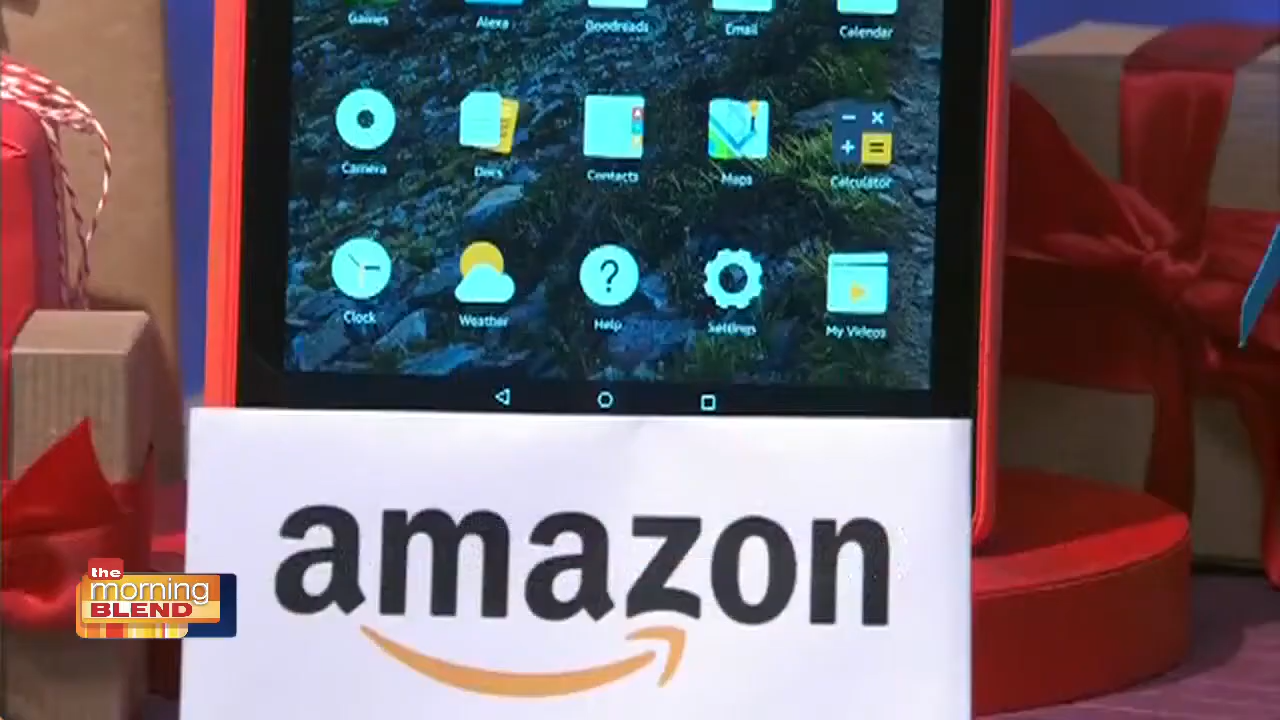 Games Alexa Goodreads Email Calendar
Camera Docs Contacts Maps Calculator
Clock Weather Help Settings My Videos
amazon
the
morning
BLEND